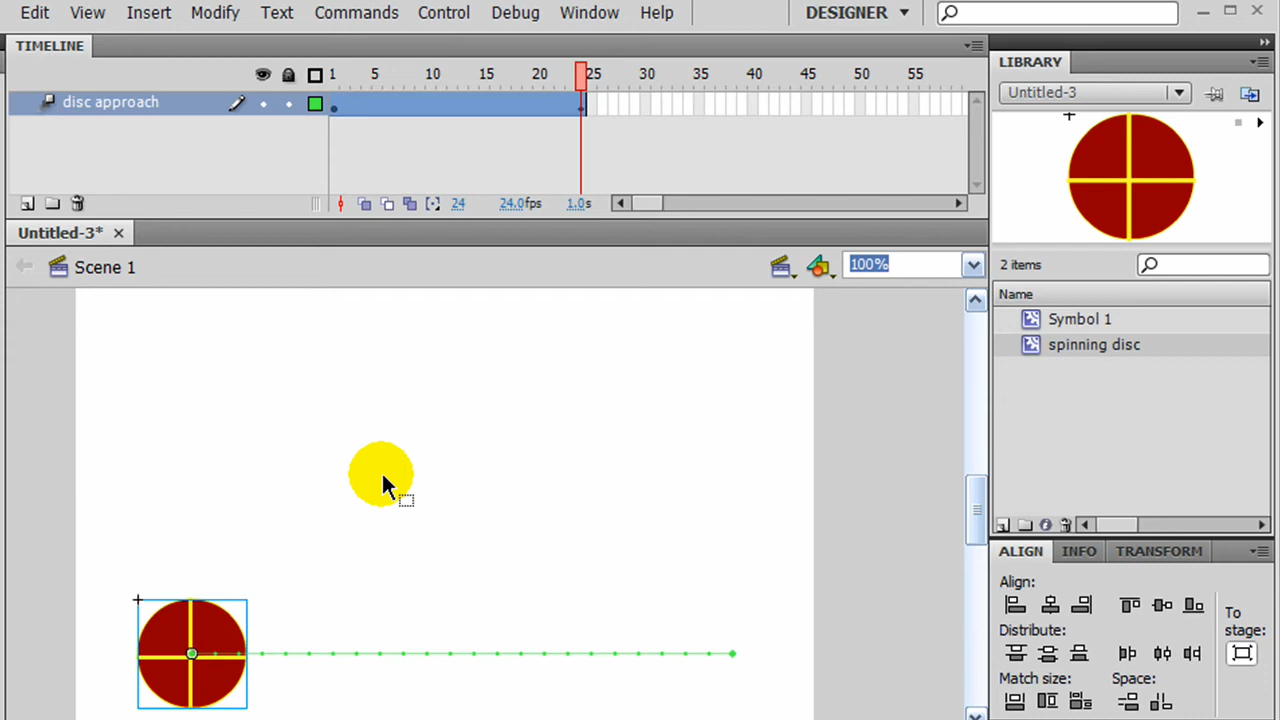 Edit View Insert Modify Text Commands Control Debug Window Help DESIGNER
TIMELINE
1 5 10 15 20 25 30 35 40 45 50 55
disc approach
24 24.0fps 1.0s
Untitled-3*
Scene 1
100%
LIBRARY
Untitled-3
2 items
Name
Symbol 1
spinning disc
ALIGN INFO TRANSFORM
Align:
To
stage:
Distribute:
Match size: Space: